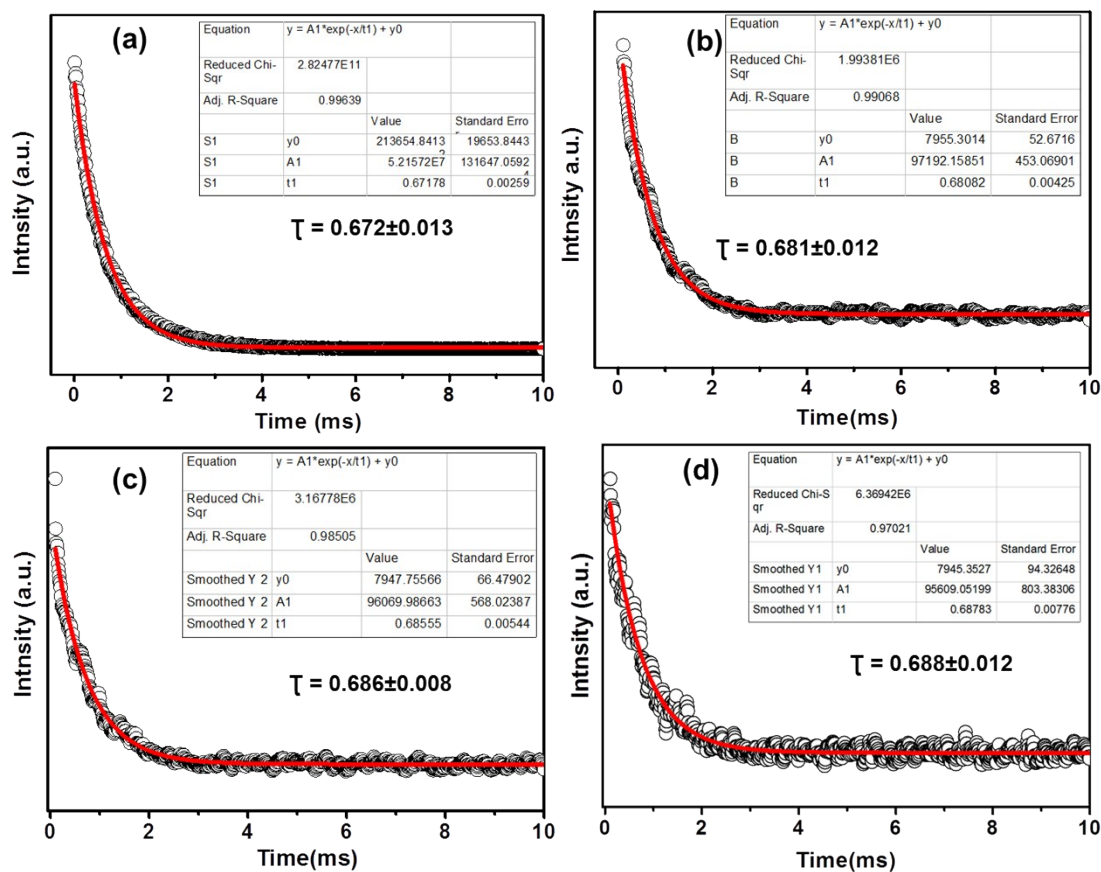 (a)
Equation y = A1*exp(-x/t1) + y0
Reduced Chi-Sqr 2.82477E11
Adj. R-Square 0.99639
Value Standard Error
S1 y0 213654.8413 19653.8443
S1 A1 5.21572E7 131647.0592
S1 t1 0.67178 0.00259
Ʈ = 0.672±0.013
Intnsity (a.u.)
0 2 4 6 8 10
Time (ms)
(b)
Equation y = A1*exp(-x/t1) + y0
Reduced Chi-
Sqr 1.99381E6
Adj. R-Square 0.99068
Value Standard Error
B y0 7955.3014 52.6716
B A1 97192.15851 453.06901
B t1 0.68082 0.00425
Ʈ = 0.681±0.012
Intnsity a.u.)
0 2 4 6 8 10
Time(ms)
(c)
Equation y = A1*exp(-x/t1) + y0
Reduced Chi-
Sqr 3.16778E6
Adj. R-Square 0.98505
Value Standard Error
Smoothed Y 2 y0 7947.75566 66.47902
Smoothed Y 2 A1 96069.98663 568.02387
Smoothed Y 2 t1 0.68555 0.00544
Ʈ = 0.686±0.008
Intnsity (a.u.)
0 2 4 6 8 10
Time(ms)
(d)
Equation y = A1*exp(-x/t1) + y0
Reduced Chi-S
qr 6.36942E6
Adj. R-Square 0.97021
Value Standard Error
Smoothed Y1 y0 7945.3527 94.32648
Smoothed Y1 A1 95609.05199 803.38306
Smoothed Y1 t1 0.68783 0.00776
Ʈ = 0.688±0.012
Intnsity (a.u.)
0 2 4 6 8 10
Time(ms)